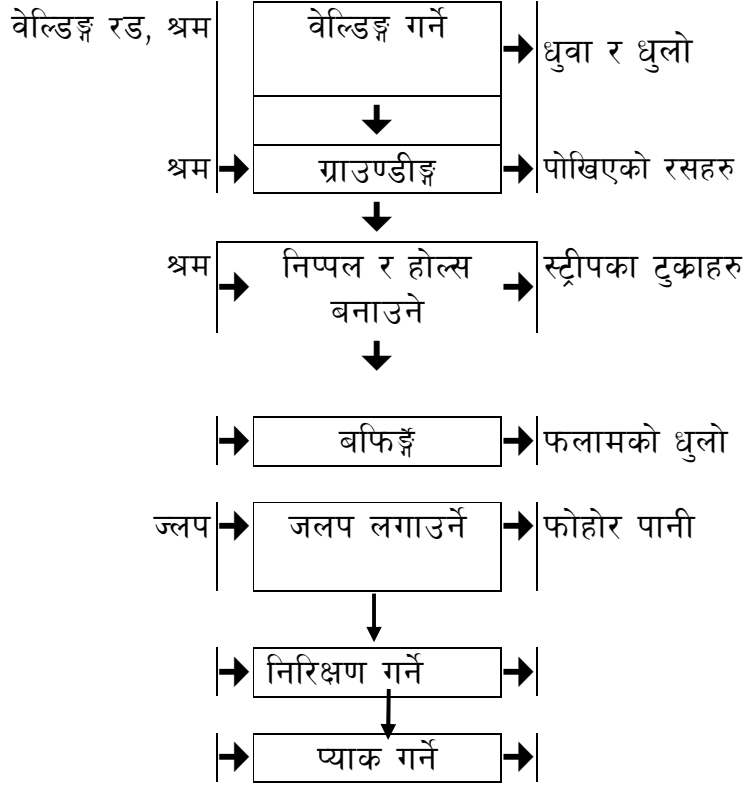 वेल्डिङ्ग रड, श्रम वेल्डिङ्ग गर्ने धुवा र धुलो
श्रम ग्राउण्डीङ्ग पोखिएको रसहरु
श्रम निप्पल र होल्स स्ट्रीपका टुक्राहरु
बनाउने
बफिर्ङ्गँ फलामको धुलो
ज्लप जलप लगाउर्ने फोहोर पानी
निरिक्षण गर्ने
प्याक गर्ने